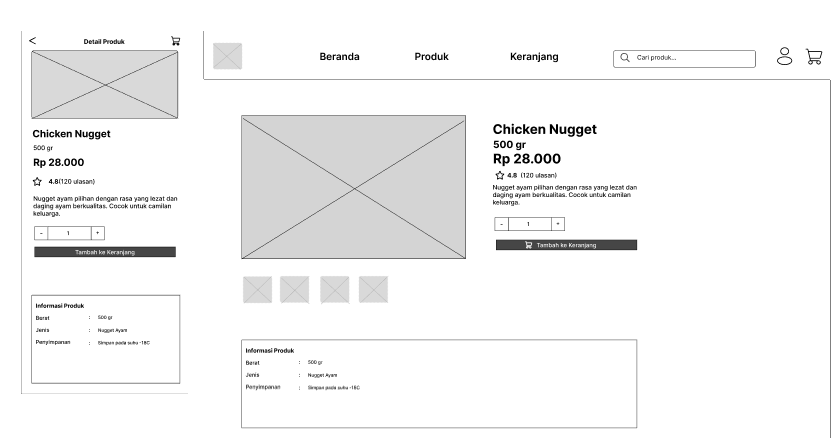 <
Detail Produk
Chicken Nugget
500 gr
Rp 28.000
4.8(120 ulasan)
Nugget ayam pilihan dengan rasa yang lezat dan
daging ayam berkualitas. Cocok untuk camilan
keluarga.
- 1 +
Tambah ke Keranjang
Informasi Produk
Berat : 500 gr
Jenis : Nugget Ayam
Penyimpanan : Simpan pada suhu -18C
Beranda Produk Keranjang Cari produk...
Chicken Nugget
500 gr
Rp 28.000
4.8 (120 ulasan)
Nugget ayam pilihan dengan rasa yang lezat dan
daging ayam berkualitas. Cocok untuk camilan
keluarga.
- 1 +
Tambah ke Keranjang
Informasi Produk
Berat : 500 gr
Jenis : Nugget Ayam
Penyimpanan : Simpan pada suhu -18C